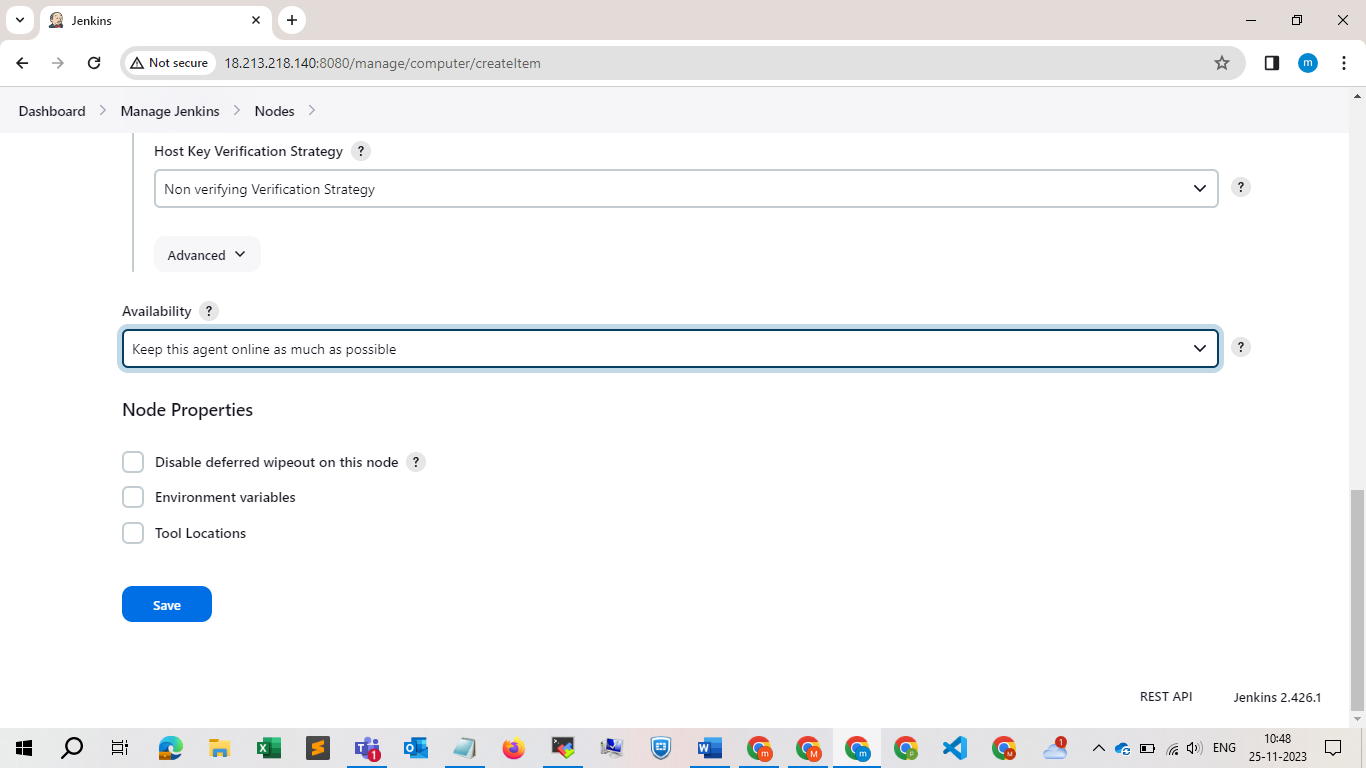 Jenkins
Not secure
18.213.218.140:8080/manage/computer/createItem
m
Dashboard
Manage Jenkins
Nodes
Host Key Verification Strategy ?
Non verifying Verification Strategy
?
Advanced
Availability ?
Keep this agent online as much as possible
?
Node Properties
Disable deferred wipeout on this node ?
Environment variables
Tool Locations
Save
REST API
Jenkins 2.426.1
1
1
ENG
10:48
25-11-2023